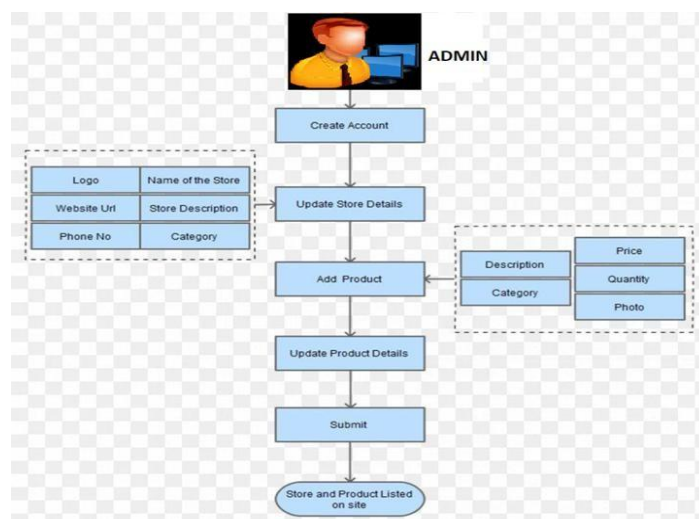 ADMIN
Create Account
Logo
Name of the Store
Website Url
Store Description
Phone No
Category
Update Store Details
Price
Description
Quantity
Category
Photo
Add Product
Update Product Details
Submit
Store and Product Listed
on site